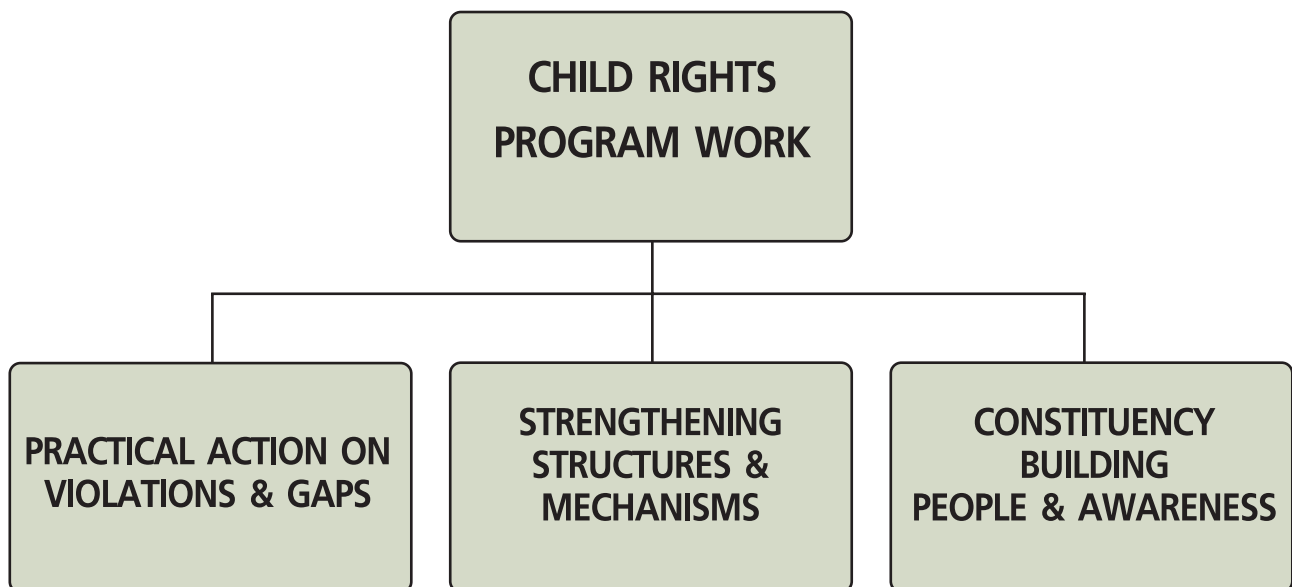 CHILD RIGHTS
PROGRAM WORK
PRACTICAL ACTION ON
VIOLATIONS & GAPS
STRENGTHENING
STRUCTURES &
MECHANISMS
CONSTITUENCY
BUILDING
PEOPLE & AWARENESS